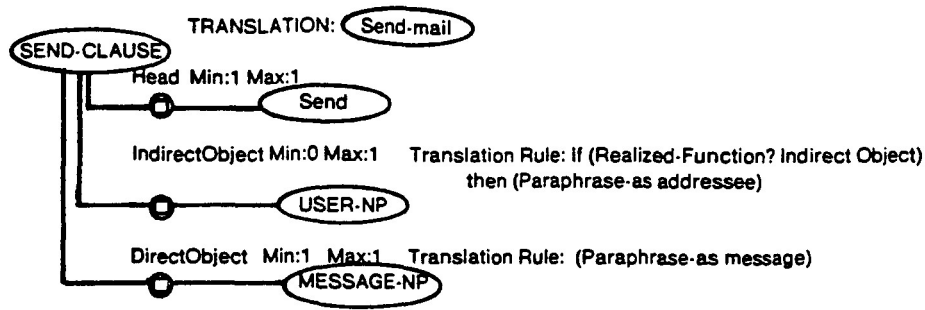 TRANSLATION: Send-mail
SEND-CLAUSE
Head Min:1 Max:1
Send
IndirectObject Min:0 Max:1 Translation Rule: If (Realized-Function? Indirect Object)
then (Paraphrase-as addressee)
USER-NP
DirectObject Min:1 Max:1 Translation Rule: (Paraphrase-as message)
MESSAGE-NP